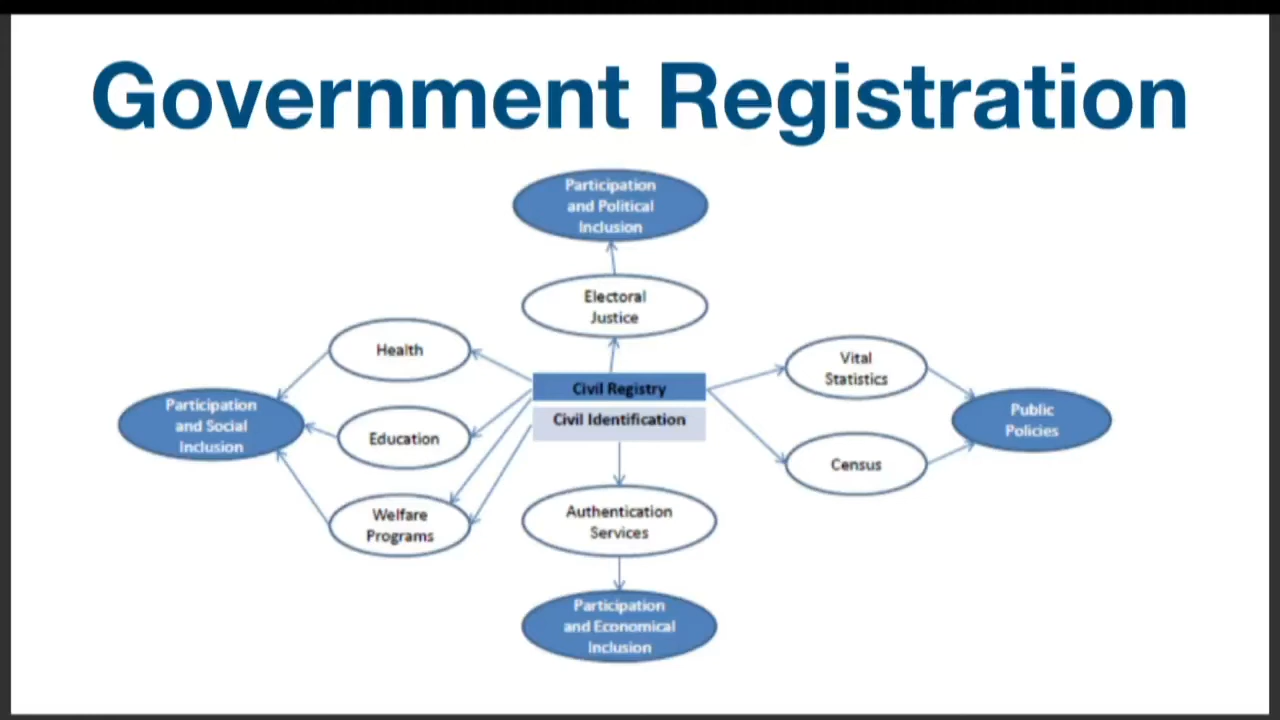 Government Registration
Participation
and Political
Inclusion
Electoral
Justice
Health
Vital
Statistics
Civil Registry
Civil Identification
Participation
and Social
Inclusion
Education
Public
Policies
Census
Welfare
Programs
Authentication
Services
Participation
and Economical
Inclusion